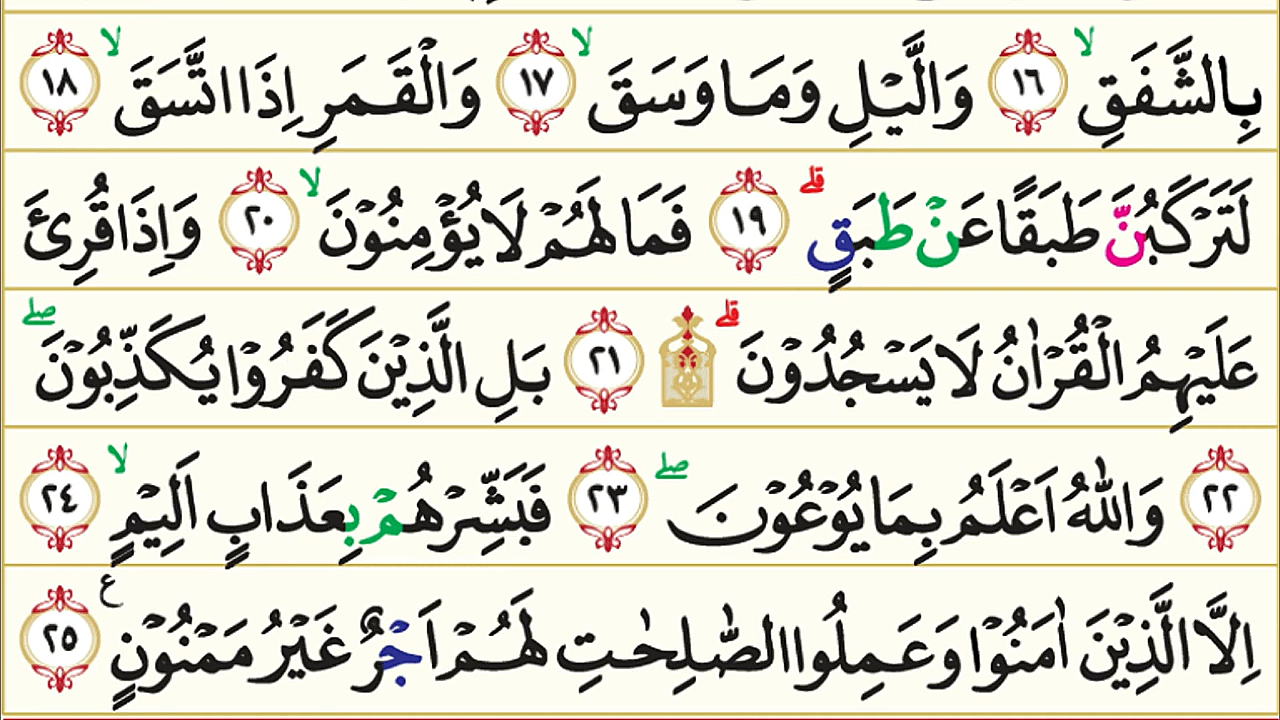 بِالشَّفَقِ ۙ ١٦ وَالَّيْلِ وَمَا وَسَقَ ۙ ١٧ وَالْقَمَرِ اِذَا اتَّسَقَ ۙ ١٨
لَتَرْكَبُنَّ طَبَقًا عَنْ طَبَقٍ ۗ ١٩ فَمَا لَهُمْ لَا يُؤْمِنُوْنَ ۙ ٢٠ وَاِذَا قُرِئَ
عَلَيْهِمُ الْقُرْاٰنُ لَا يَسْجُدُوْنَ ۗ ۩ ٢١ بَلِ الَّذِيْنَ كَفَرُوْا يُكَذِّبُوْنَ ۖ
٢٢ وَاللّٰهُ اَعْلَمُ بِمَا يُوْعُوْنَ ۖ ٢٣ فَبَشِّرْهُمْ بِعَذَابٍ اَلِيْمٍ ۙ ٢٤
اِلَّا الَّذِيْنَ اٰمَنُوْا وَعَمِلُوا الصّٰلِحٰتِ لَهُمْ اَجْرٌ غَيْرُ مَمْنُوْنٍ ع ٢٥